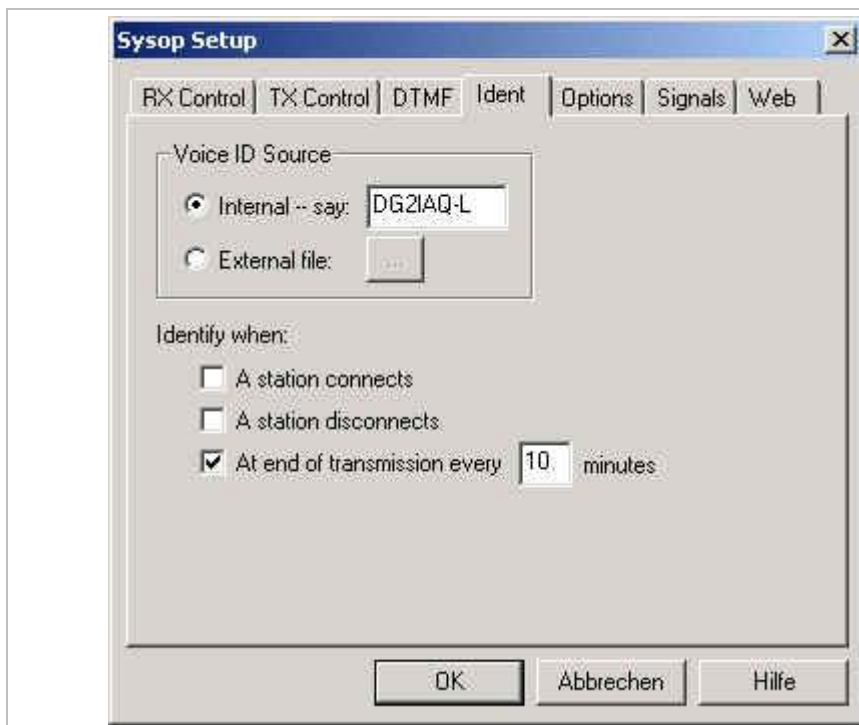 Sysop Setup
RX Control TX Control DTMF Ident Options Signals Web
Voice ID Source
Internal -- say: DG2IAQ-L
External file: ...
Identify when:
A station connects
A station disconnects
At end of transmission every 10 minutes
OK Abbrechen Hilfe